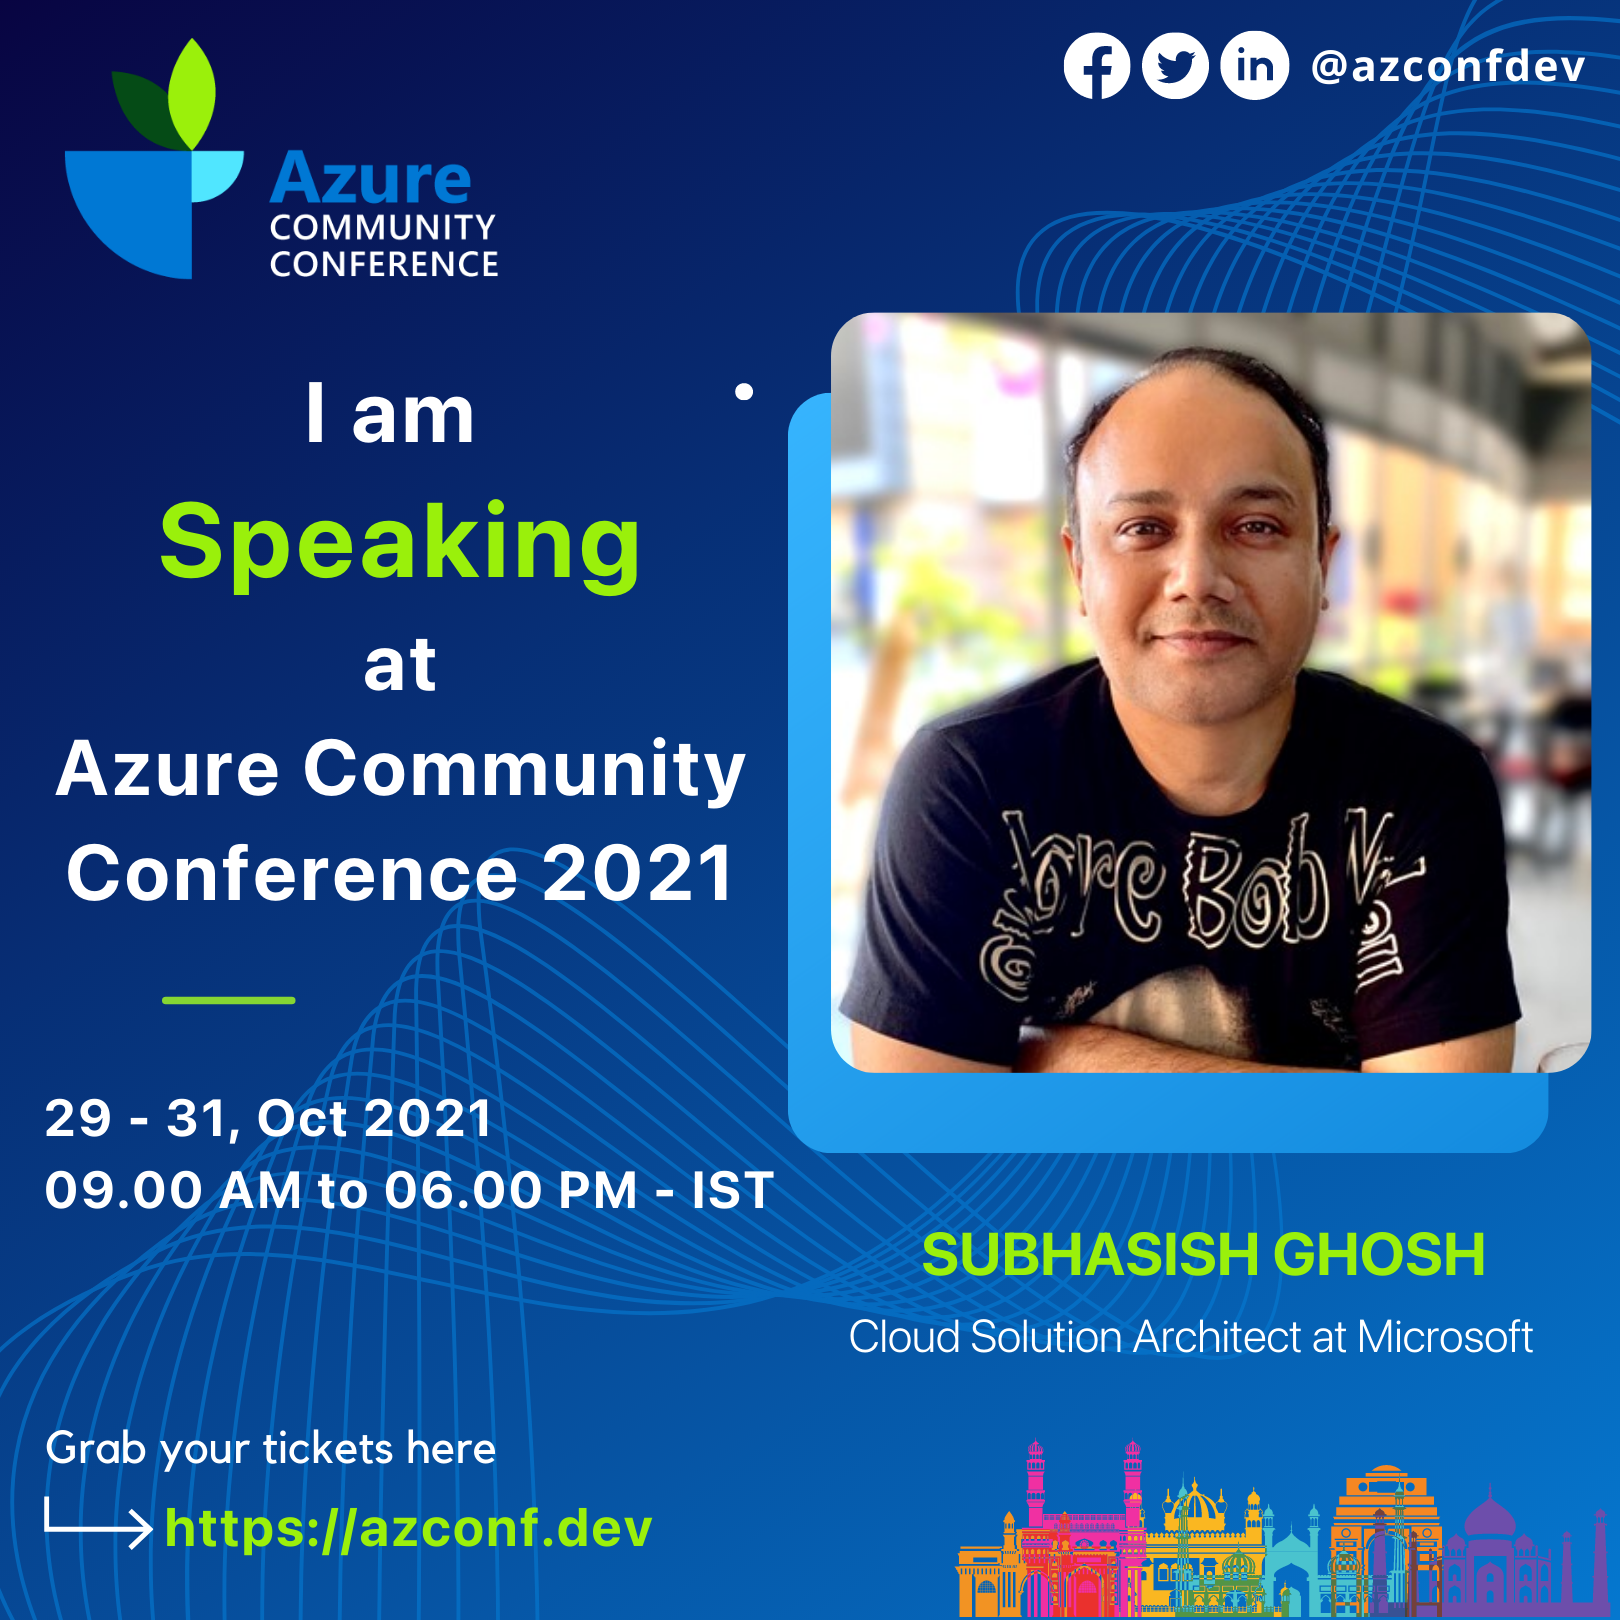 @azconfdev
Azure
COMMUNITY
CONFERENCE
I am
Speaking
at
Azure Community
Conference 2021
Bob
29 - 31, Oct 2021
09.00 AM to 06.00 PM - IST
SUBHASISH GHOSH
Cloud Solution Architect at Microsoft
Grab your tickets here
https://azconf.dev